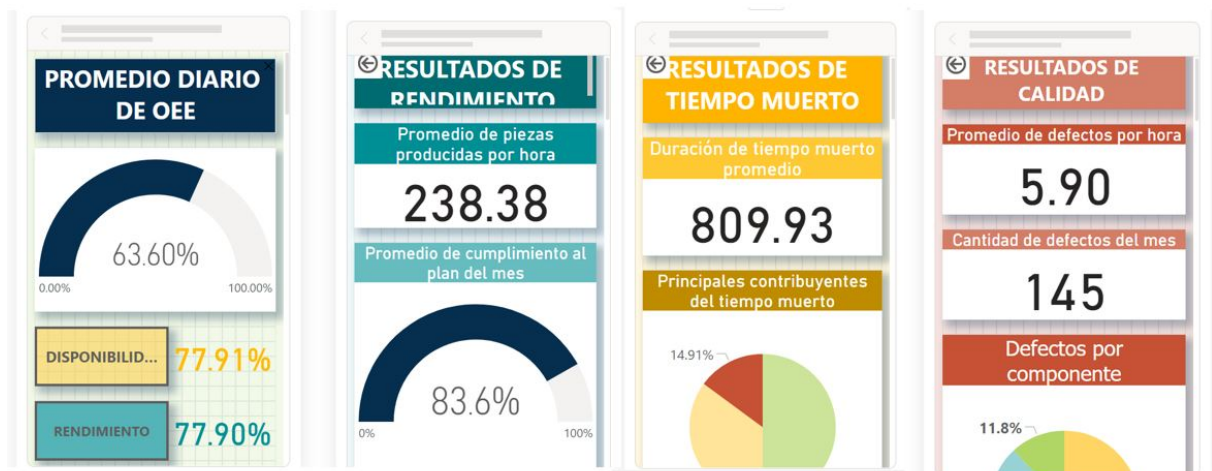 PROMEDIO DIARIO
DE OEE
63.60%
0.00%
100.00%
DISPONIBILID...
77.91%
RENDIMIENTO
77.90%
RESULTADOS DE
RENDIMIENTO
Promedio de piezas
producidas por hora
238.38
Promedio de cumplimiento al
plan del mes
83.6%
0%
100%
RESULTADOS DE
TIEMPO MUERTO
Duración de tiempo muerto
promedio
809.93
Principales contribuyentes
del tiempo muerto
14.91%
RESULTADOS DE
CALIDAD
Promedio de defectos por hora
5.90
Cantidad de defectos del mes
145
Defectos por
componente
11.8%